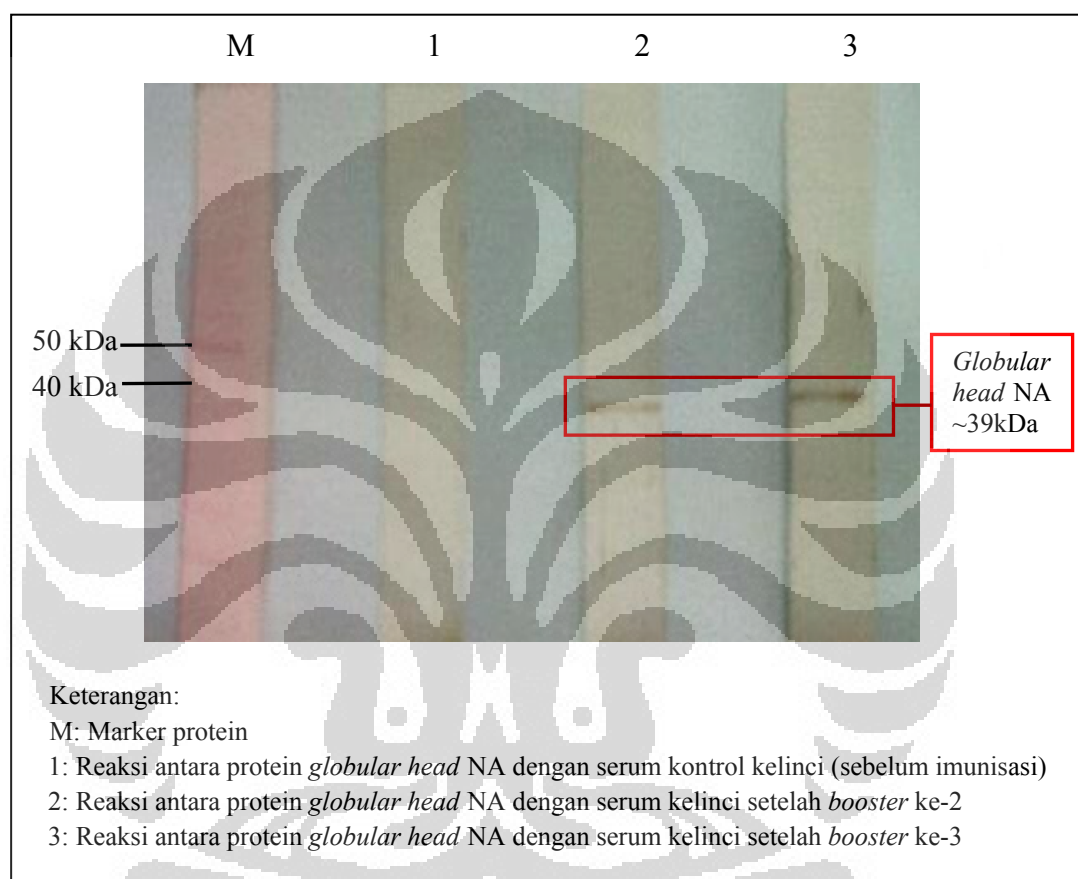 M 1 2 3
50 kDa
40 kDa
Globular
head NA
~39kDa
Keterangan:
M: Marker protein
1: Reaksi antara protein globular head NA dengan serum kontrol kelinci (sebelum imunisasi)
2: Reaksi antara protein globular head NA dengan serum kelinci setelah booster ke-2
3: Reaksi antara protein globular head NA dengan serum kelinci setelah booster ke-3